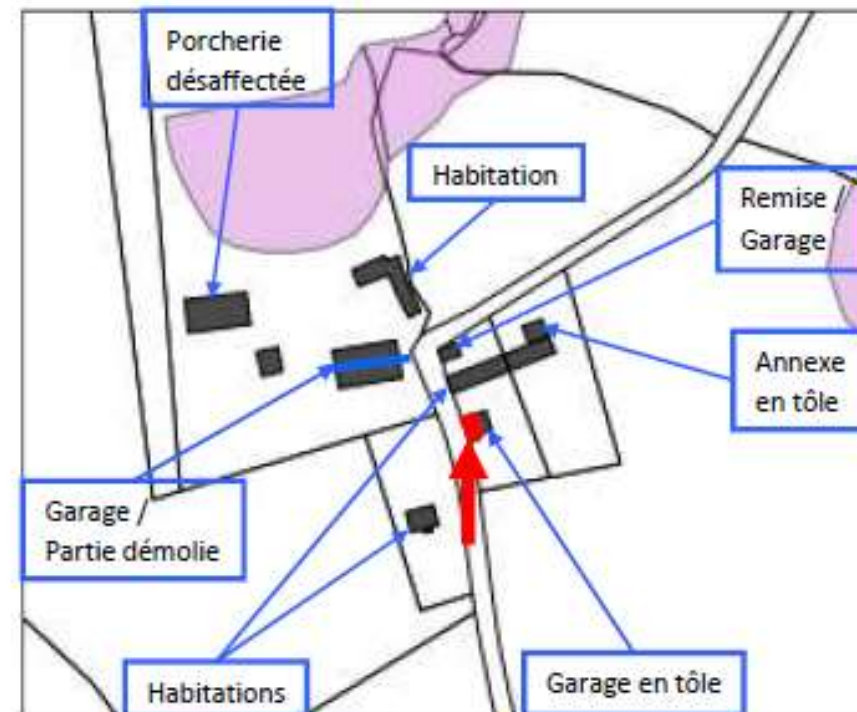 Porcherie
désaffectée
Habitation
Remise /
Garage
Annexe
en tôle
Garage /
Partie démolie
Habitations
Garage en tôle